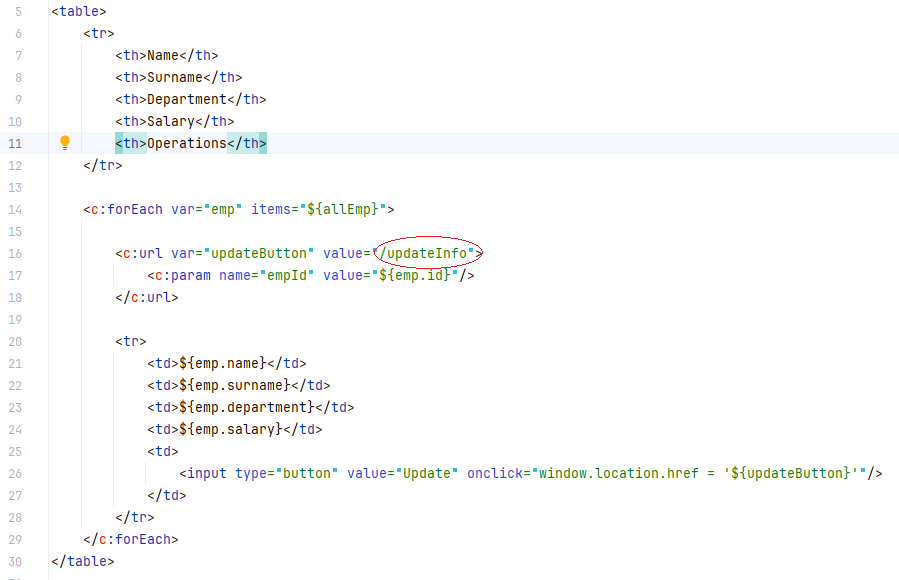 5 <table>
6 <tr>
7 <th>Name</th>
8 <th>Surname</th>
9 <th>Department</th>
10 <th>Salary</th>
11 <th>Operations</th>
12 </tr>
13
14 <c:forEach var="emp" items="${allEmp}">
15
16 <c:url var="updateButton" value="/updateInfo">
17 <c:param name="empId" value="${emp.id}"/>
18 </c:url>
19
20 <tr>
21 <td>${emp.name}</td>
22 <td>${emp.surname}</td>
23 <td>${emp.department}</td>
24 <td>${emp.salary}</td>
25 <td>
26 <input type="button" value="Update" onclick="window.location.href = '${updateButton}'"/>
27 </td>
28 </tr>
29 </c:forEach>
30 </table>